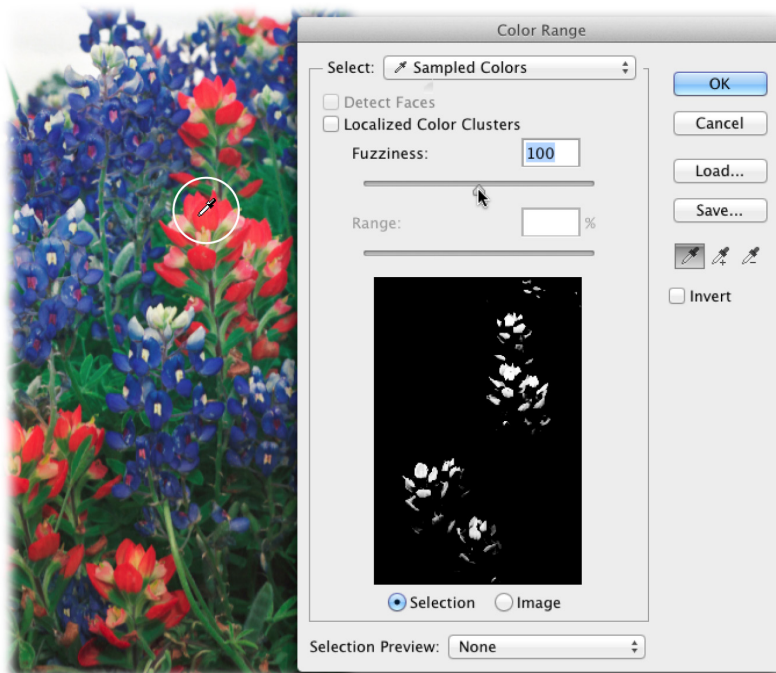 Color Range
Select: Sampled Colors
OK
Detect Faces
Localized Color Clusters
Cancel
Fuzziness: 100
Load...
Save...
Range: %
Invert
Selection Image
Selection Preview: None